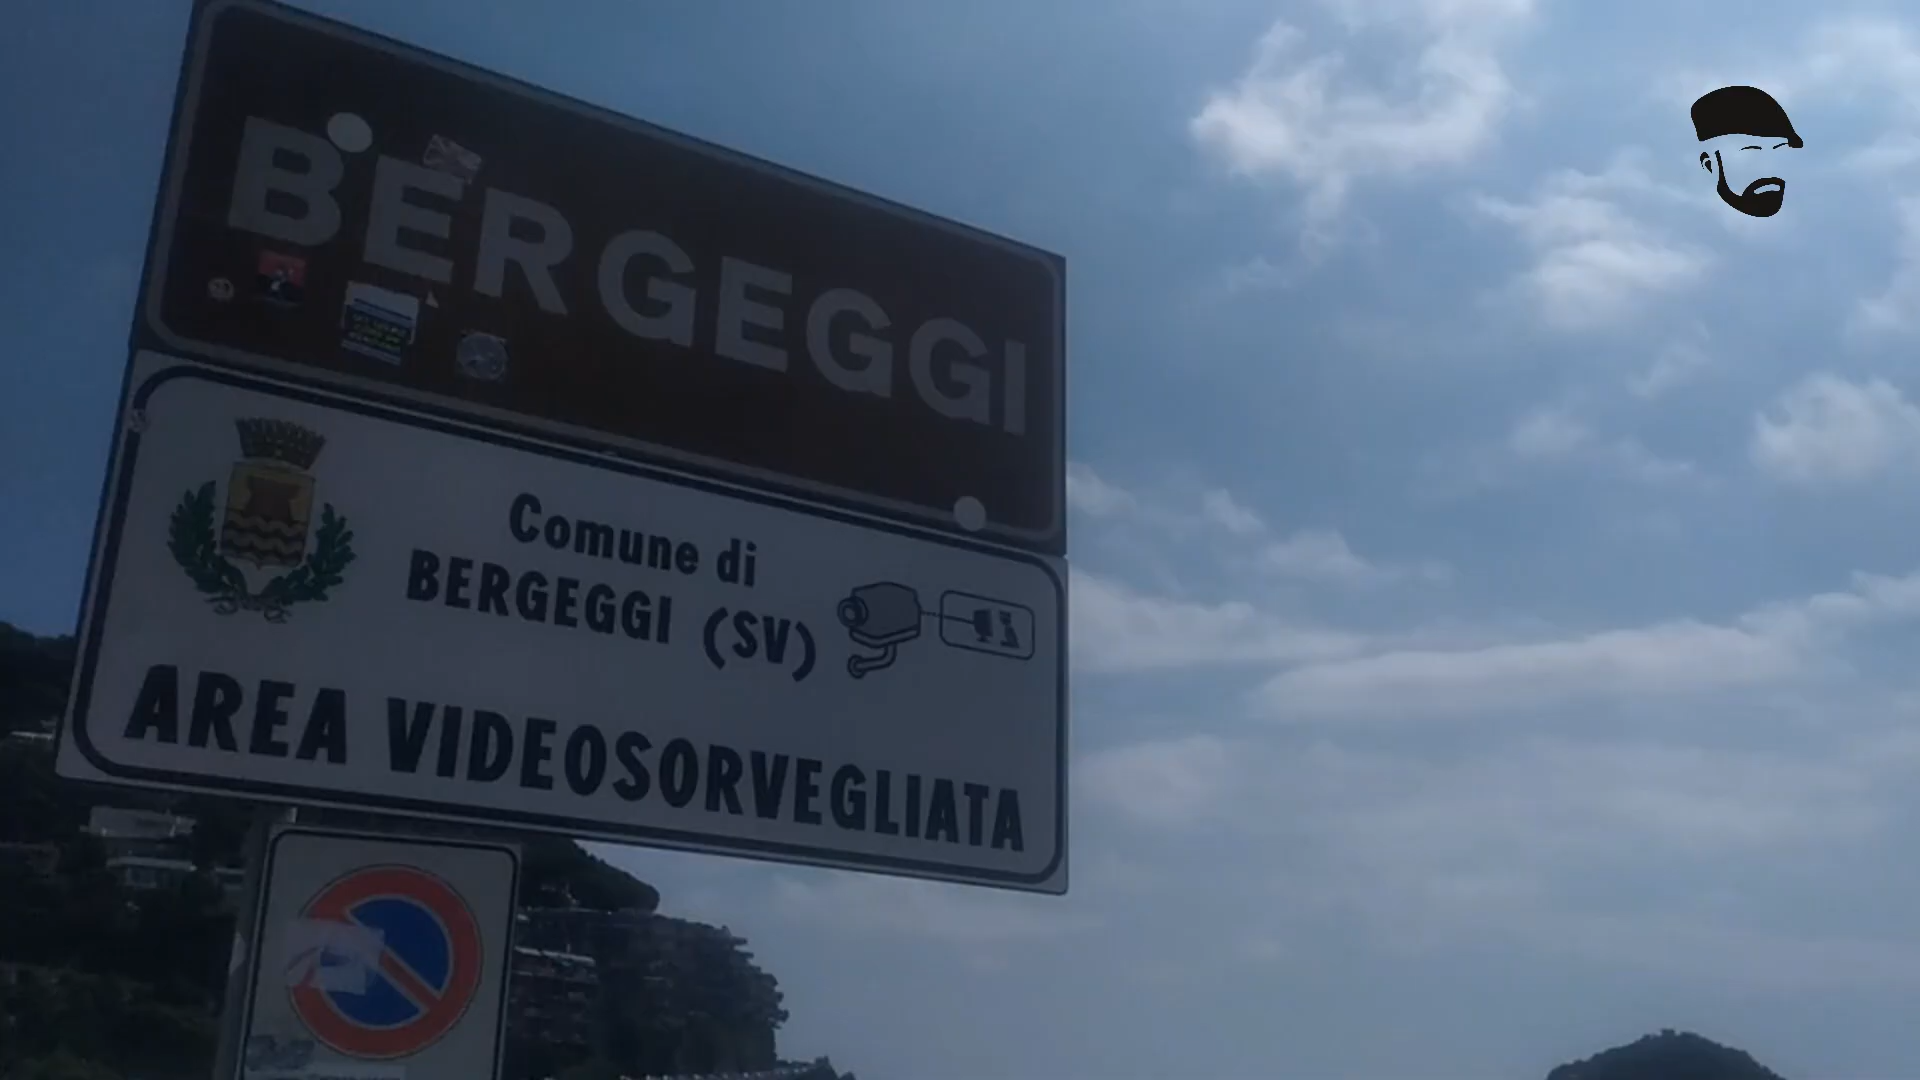 BERGEGGI
Comune di
BERGEGGI (SV)
AREA VIDEOSORVEGLIATA